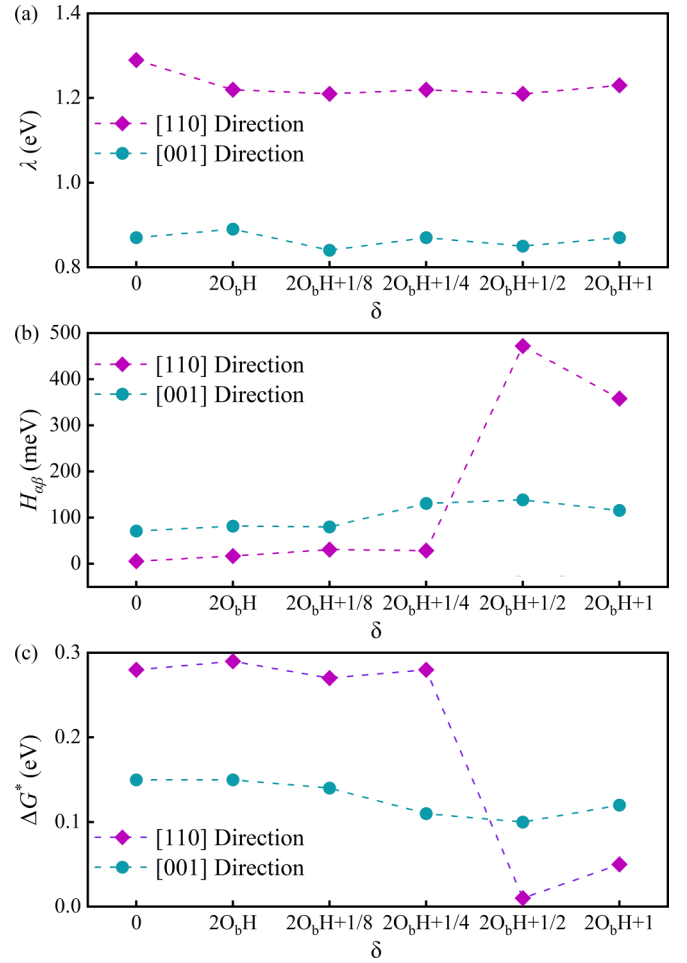 (a)
1.4
1.2
1.0
0.8
λ (eV)
[110] Direction
[001] Direction
0 2ObH 2ObH+1/8 2ObH+1/4 2ObH+1/2 2ObH+1
δ
(b)
500
400
300
200
100
0
Hαβ (meV)
[110] Direction
[001] Direction
0 2ObH 2ObH+1/8 2ObH+1/4 2ObH+1/2 2ObH+1
δ
(c)
0.3
0.2
0.1
0.0
ΔG* (eV)
[110] Direction
[001] Direction
0 2ObH 2ObH+1/8 2ObH+1/4 2ObH+1/2 2ObH+1
δ